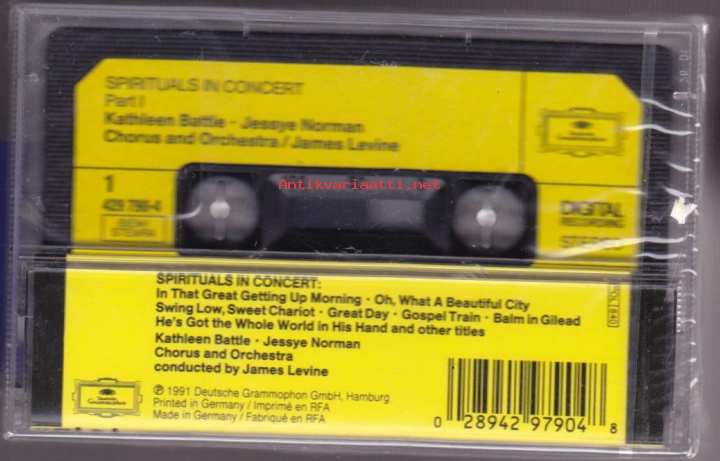 SPIRITUALS IN CONCERT
Part I
Kathleen Battle · Jessye Norman
Chorus and Orchestra / James Levine
Deutsche
Grammophon
Antikvariaatti.net
1
DIGITAL
RECORDING
STEREO
SPIRITUALS IN CONCERT:
In That Great Getting Up Morning · Oh, What A Beautiful City
Swing Low, Sweet Chariot · Great Day · Gospel Train · Balm in Gilead
He's Got the Whole World in His Hand and other titles
Kathleen Battle · Jessye Norman
Chorus and Orchestra
conducted by James Levine
Deutsche
Grammophon
℗ 1991 Deutsche Grammophon GmbH, Hamburg
Printed in Germany / Imprimé en RFA
Made in Germany / Fabriqué en RFA
0 28942 97904 8